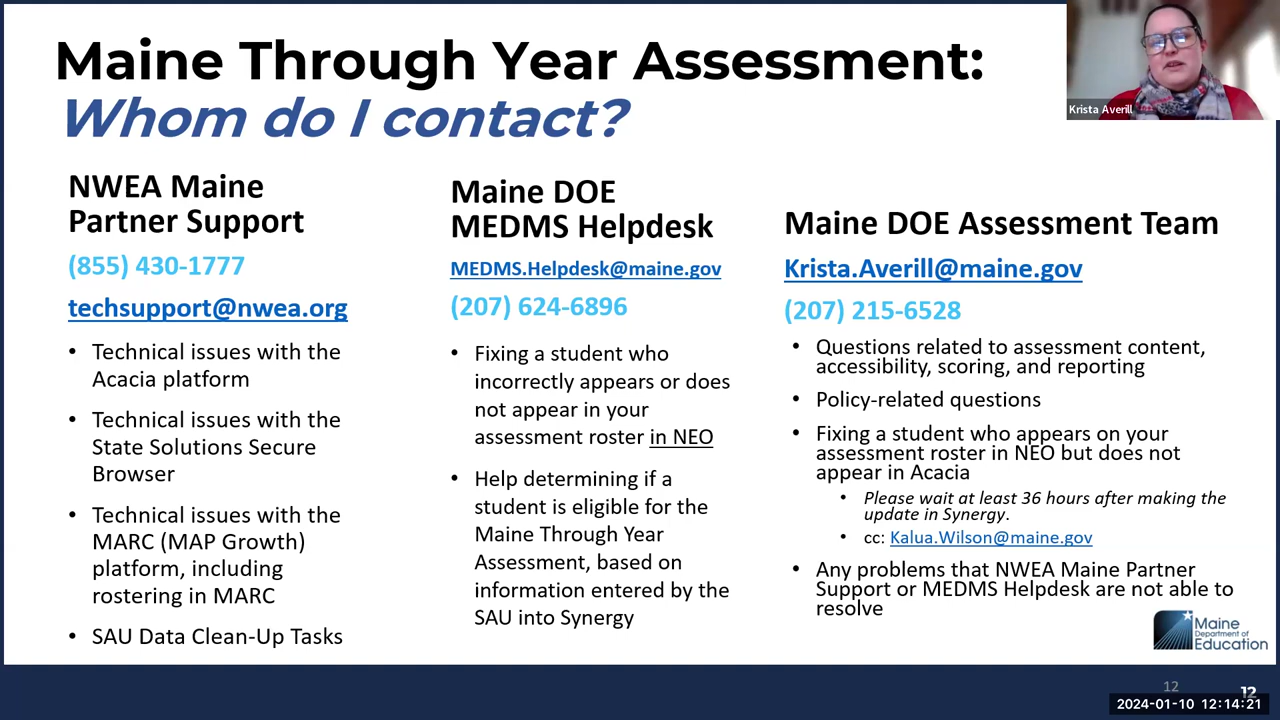 Maine Through Year Assessment:
Whom do I contact?
Krista Averill
NWEA Maine
Partner Support
(855) 430-1777
techsupport@nwea.org
• Technical issues with the
Acacia platform
• Technical issues with the
State Solutions Secure
Browser
• Technical issues with the
MARC (MAP Growth)
platform, including
rostering in MARC
• SAU Data Clean-Up Tasks
Maine DOE
MEDMS Helpdesk
MEDMS.Helpdesk@maine.gov
(207) 624-6896
• Fixing a student who
incorrectly appears or does
not appear in your
assessment roster in NEO
• Help determining if a
student is eligible for the
Maine Through Year
Assessment, based on
information entered by the
SAU into Synergy
Maine DOE Assessment Team
Krista.Averill@maine.gov
(207) 215-6528
• Questions related to assessment content,
accessibility, scoring, and reporting
• Policy-related questions
• Fixing a student who appears on your
assessment roster in NEO but does not
appear in Acacia
• Please wait at least 36 hours after making the
update in Synergy.
• cc: Kalua.Wilson@maine.gov
• Any problems that NWEA Maine Partner
Support or MEDMS Helpdesk are not able to
resolve
Maine
Department of
Education
12
12
2024-01-10 12:14:21